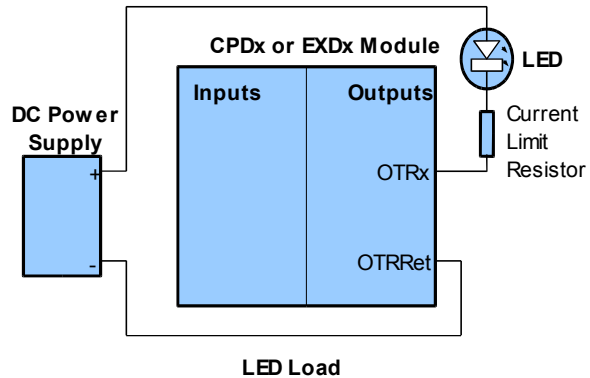 CPDx or EXDx Module
LED
Inputs
Outputs
DC Power
Supply
+
-
Current
Limit
Resistor
OTRx
OTRRet
LED Load